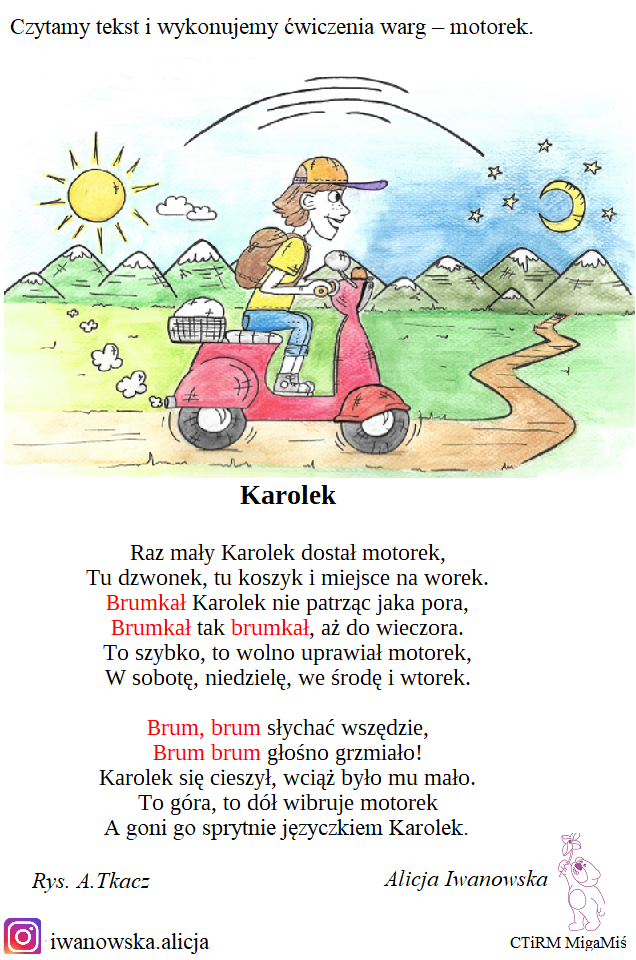 Czytamy tekst i wykonujemy ćwiczenia warg – motorek.
Karolek
Raz mały Karolek dostał motorek,
Tu dzwonek, tu koszyk i miejsce na worek.
Brumkał Karolek nie patrząc jaka pora,
Brumkał tak brumkał, aż do wieczora.
To szybko, to wolno uprawiał motorek,
W sobotę, niedzielę, we środę i wtorek.
Brum, brum słychać wszędzie,
Brum brum głośno grzmiało!
Karolek się cieszył, wciąż było mu mało.
To góra, to dół wibruje motorek
A goni go sprytnie języczkiem Karolek.
Rys. A.Tkacz
Alicja Iwanowska
iwanowska.alicja
CTiRM MigaMiś